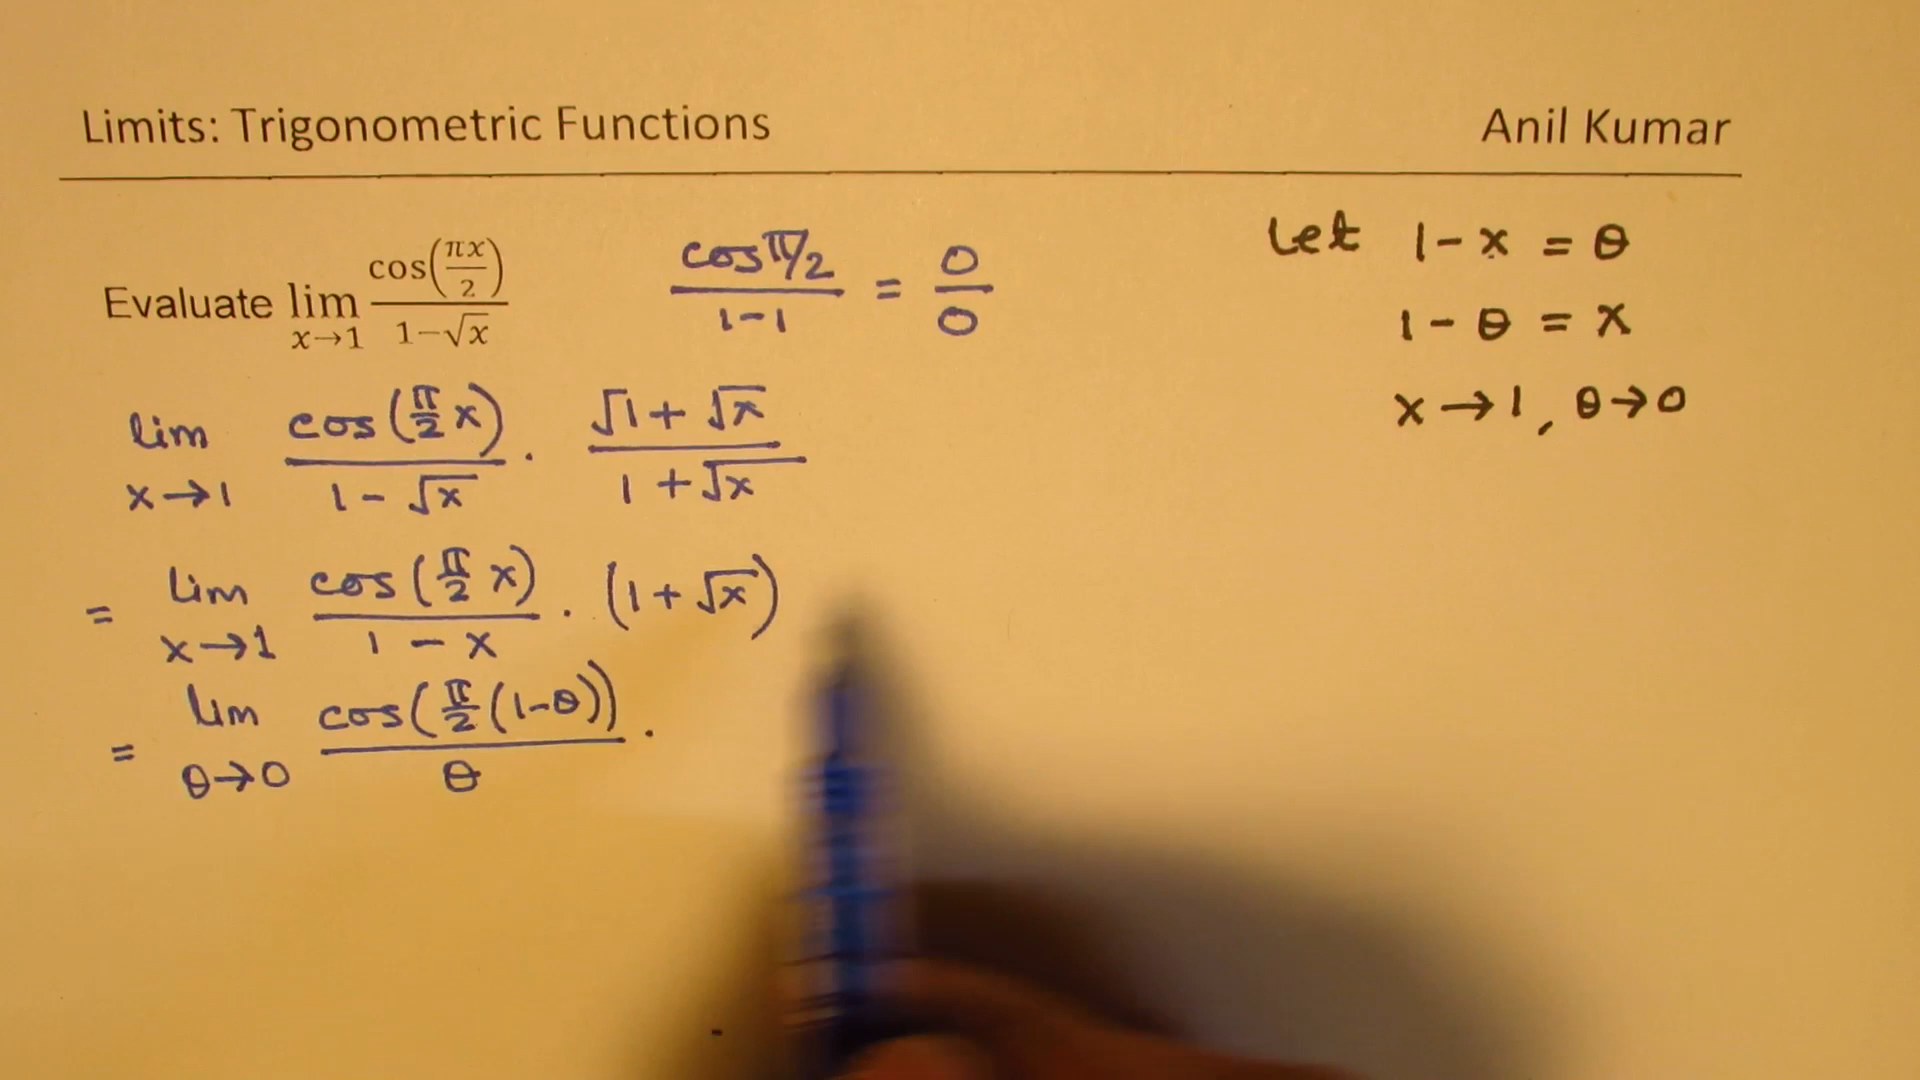 Limits: Trigonometric Functions Anil Kumar
Evaluate lim x→1 cos(πx/2) / 1−√x
cos π/2 / 1-1 = 0/0
Let 1-x = θ
1-θ = x
x→1, θ→0
lim x→1 cos(π/2 x) / 1-√x · √1+√x / 1+√x
= lim x→1 cos(π/2 x) / 1-x · (1+√x)
= lim θ→0 cos(π/2 (1-θ)) / θ ·